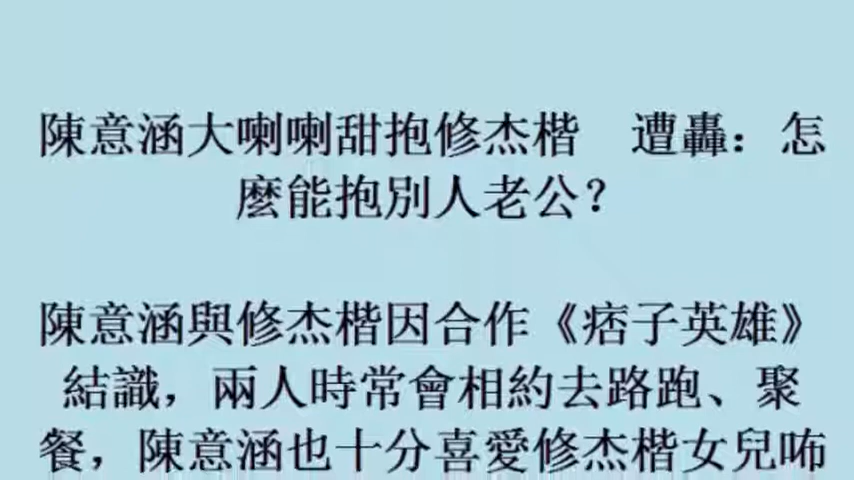 陳意涵大喇喇甜抱修杰楷　遭轟：怎
麼能抱別人老公？
陳意涵與修杰楷因合作《痞子英雄》
結識，兩人時常會相約去路跑、聚
餐，陳意涵也十分喜愛修杰楷女兒咘